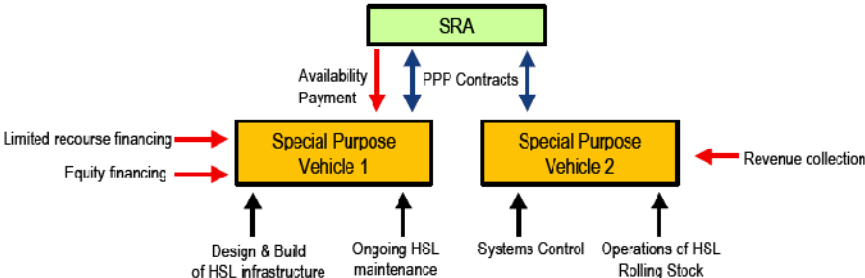 SRA
Availability
Payment
PPP Contracts
Limited recourse financing
Equity financing
Special Purpose
Vehicle 1
Special Purpose
Vehicle 2
Revenue collection
Design & Build
of HSL infrastructure
Ongoing HSL
maintenance
Systems Control
Operations of HSL
Rolling Stock